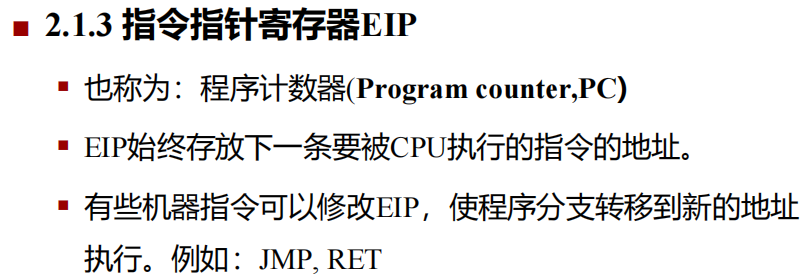 ■ 2.1.3 指令指针寄存器EIP
▪ 也称为：程序计数器(Program counter,PC)
▪ EIP始终存放下一条要被CPU执行的指令的地址。
▪ 有些机器指令可以修改EIP，使程序分支转移到新的地址
执行。例如：JMP, RET